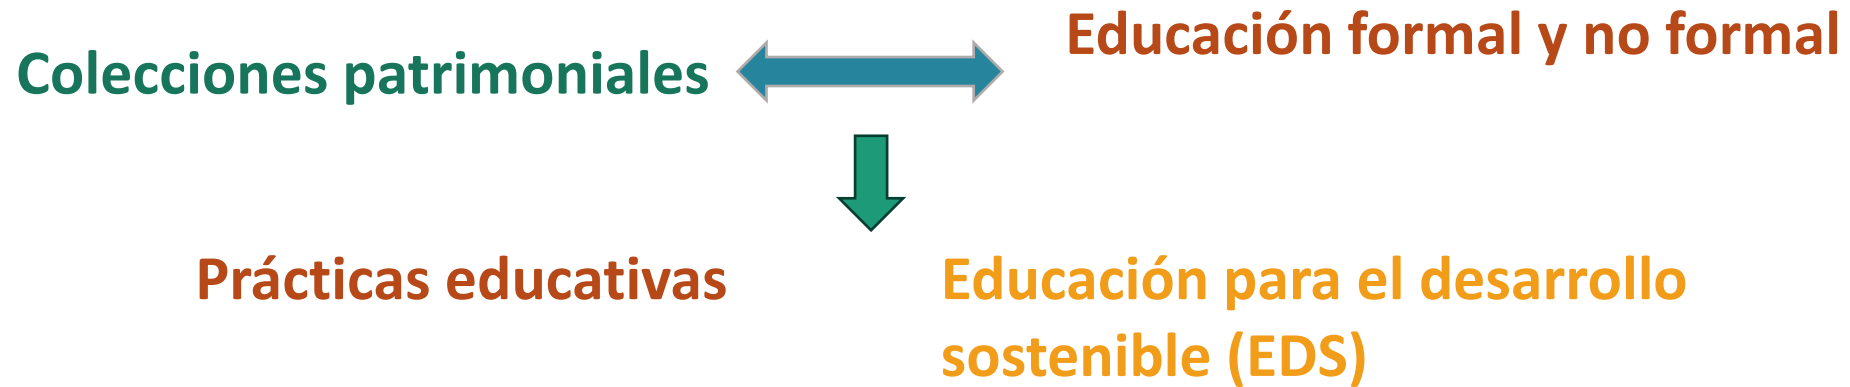 Colecciones patrimoniales
Educación formal y no formal
Prácticas educativas
Educación para el desarrollo
sostenible (EDS)